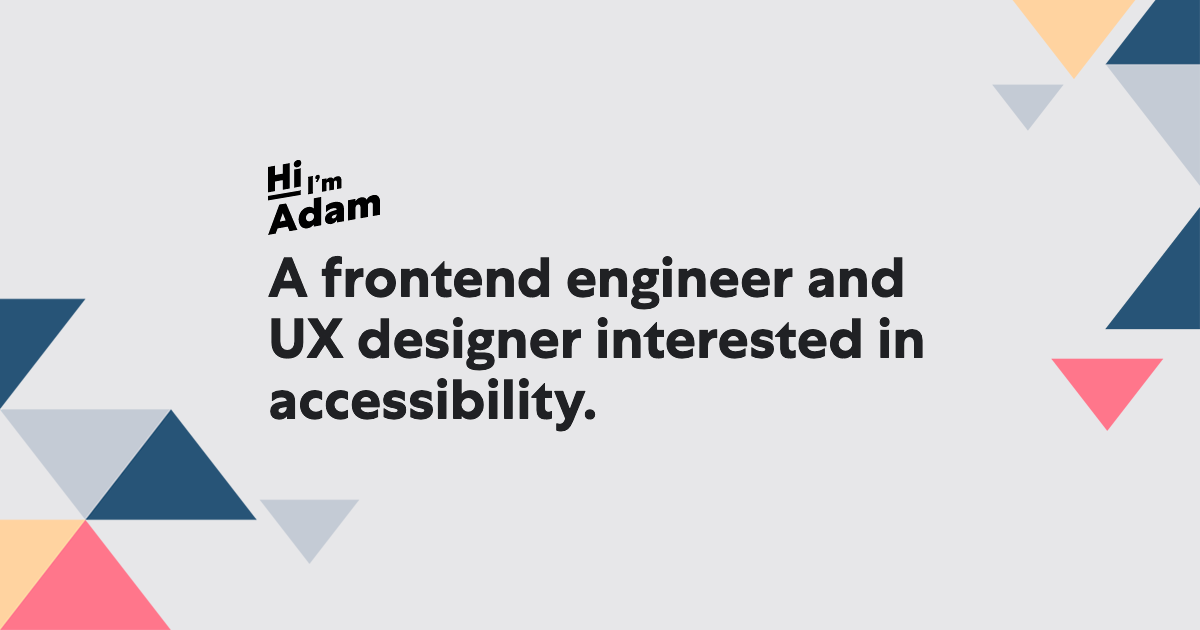 Hi I'm
Adam
A frontend engineer and
UX designer interested in
accessibility.